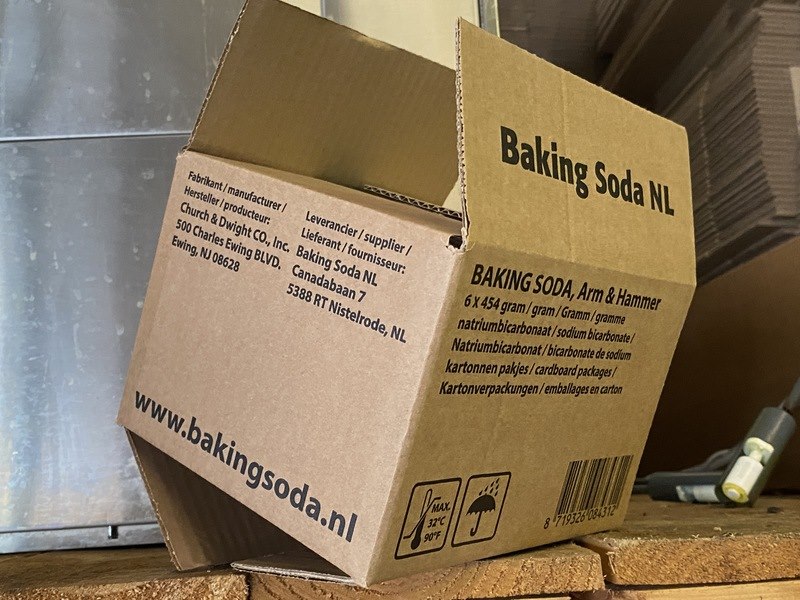 Baking Soda NL
Fabrikant / manufacturer /
Hersteller / producteur:
Church & Dwight CO., Inc.
500 Charles Ewing BLVD.
Ewing, NJ 08628
Leverancier / supplier /
Lieferant / fournisseur:
Baking Soda NL
Canadabaan 7
5388 RT Nistelrode, NL
www.bakingsoda.nl
BAKING SODA, Arm & Hammer
6 x 454 gram / gram / Gramm / gramme
natriumbicarbonaat / sodium bicarbonate /
Natriumbicarbonat / bicarbonate de sodium
kartonnen pakjes / cardboard packages /
Kartonverpackungen / emballages en carton
MAX.
32°C
90°F
8 719326 084312